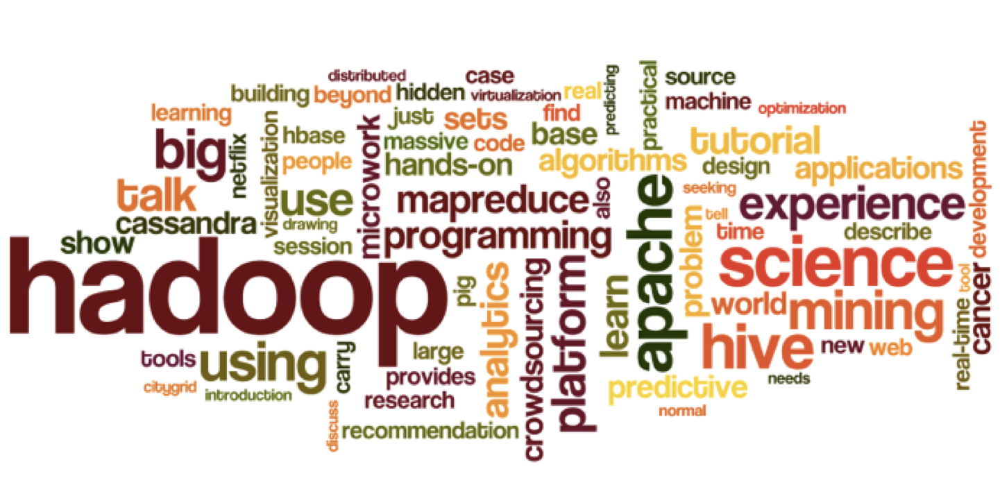 distributed
case
building
beyond
hidden
virtualization
real
predicting
practical
source
machine
optimization
learning
just
sets
find
big
netflix
visualization
hbase
people
microwork
massive
code
base
hands-on
algorithms
tutorial
design
applications
development
talk
use
mapreduce
also
seeking
experience
cassandra
drawing
tell
time
describe
show
session
programming
apache
problem
science
hadoop
pig
analytics
crowdsourcing
platform
learn
world
mining
tool
cancer
real-time
hive
new
web
tools
using
carry
large
provides
predictive
needs
citygrid
introduction
research
normal
discuss
recommendation